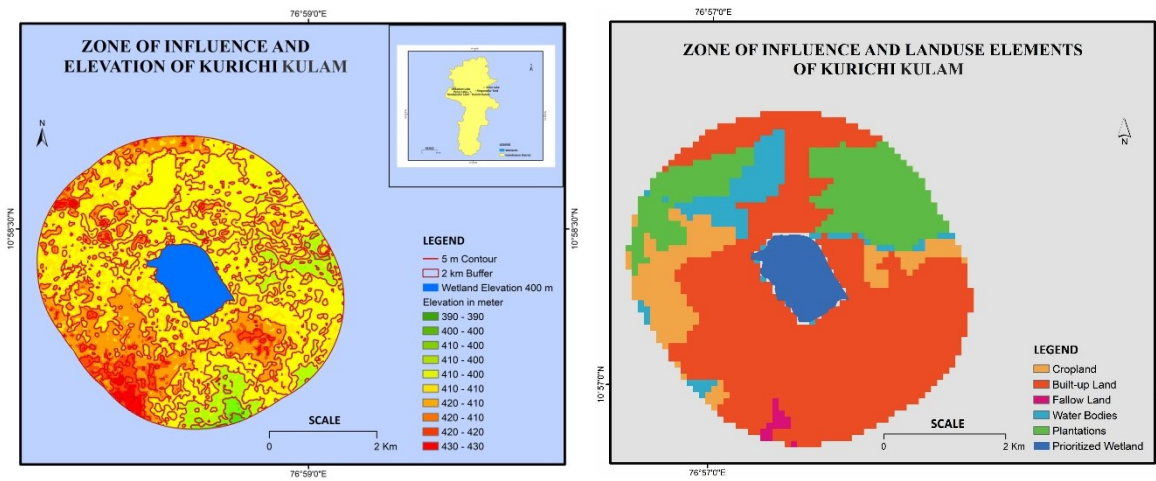 76°59'0"E
ZONE OF INFLUENCE AND
ELEVATION OF KURICHI KULAM
N
10°58'30"N
LEGEND
LEGEND
5 m Contour
2 km Buffer
Wetland Elevation 400 m
Elevation in meter
390 - 390
400 - 400
410 - 400
410 - 400
410 - 400
410 - 410
420 - 410
420 - 410
420 - 420
430 - 430
SCALE
0 2 Km
76°59'0"E
76°57'0"E
ZONE OF INFLUENCE AND LANDUSE ELEMENTS
OF KURICHI KULAM
N
10°57'0"N
LEGEND
Cropland
Built-up Land
Fallow Land
Water Bodies
Plantations
Prioritized Wetland
SCALE
0 2 Km
76°57'0"E